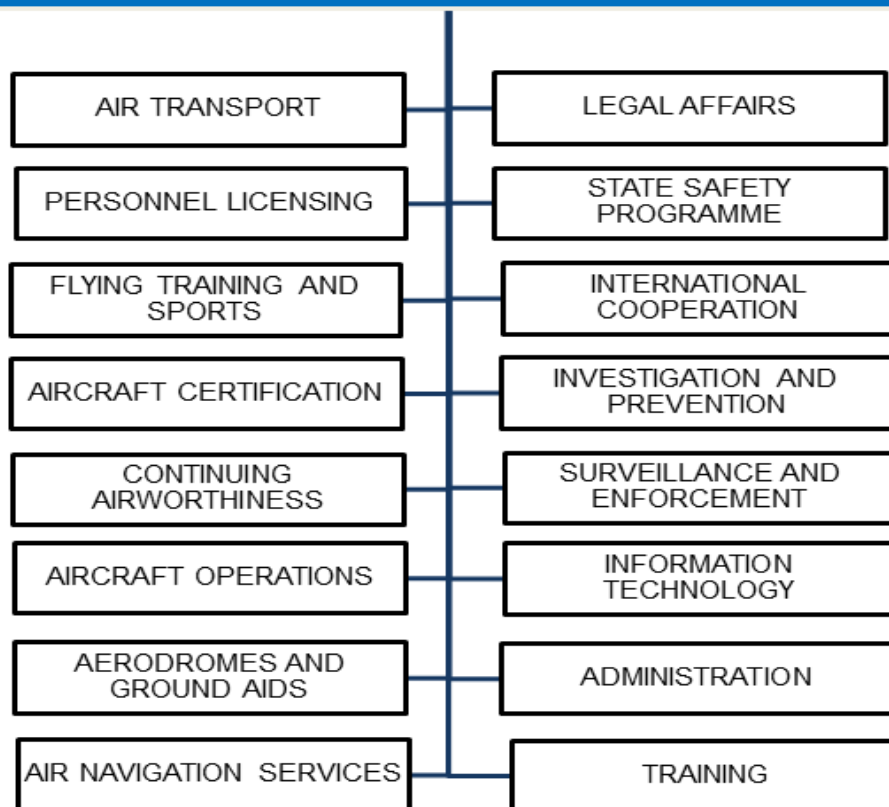 AIR TRANSPORT
LEGAL AFFAIRS
PERSONNEL LICENSING
STATE SAFETY
PROGRAMME
FLYING TRAINING AND
SPORTS
INTERNATIONAL
COOPERATION
AIRCRAFT CERTIFICATION
INVESTIGATION AND
PREVENTION
CONTINUING
AIRWORTHINESS
SURVEILLANCE AND
ENFORCEMENT
AIRCRAFT OPERATIONS
INFORMATION
TECHNOLOGY
AERODROMES AND
GROUND AIDS
ADMINISTRATION
AIR NAVIGATION SERVICES
TRAINING